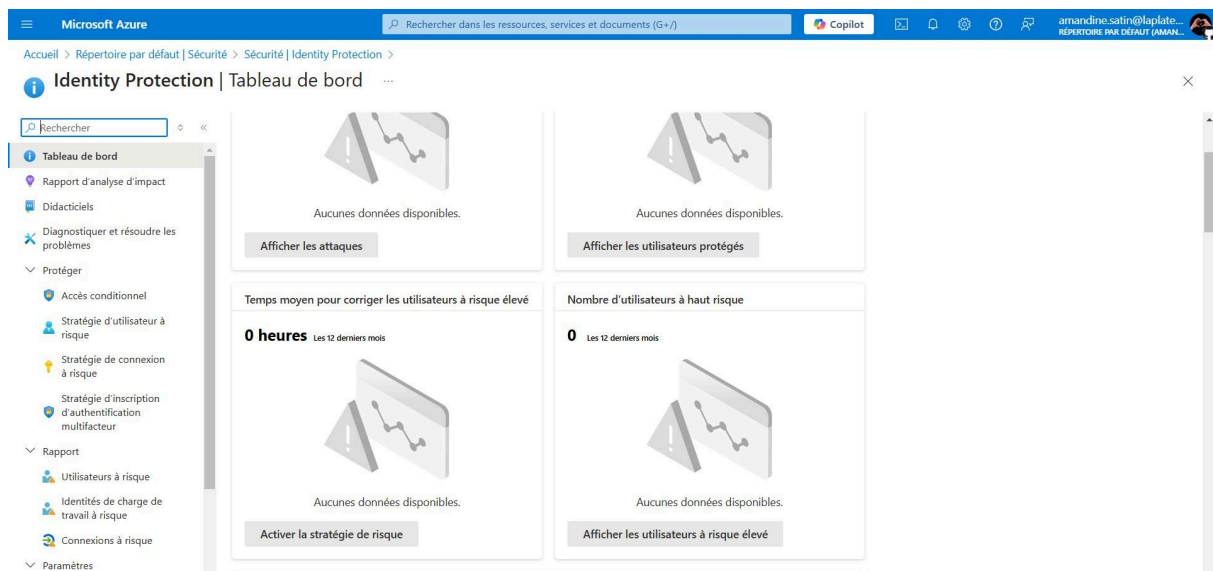 Microsoft Azure
Rechercher dans les ressources, services et documents (G+/)
Copilot
amandine.satin@laplate...
RÉPERTOIRE PAR DÉFAUT (AMAN...
Accueil > Répertoire par défaut | Sécurité > Sécurité | Identity Protection >
Identity Protection | Tableau de bord ...
Rechercher
Tableau de bord
Rapport d'analyse d'impact
Didacticiels
Diagnostiquer et résoudre les
problèmes
Protéger
Accès conditionnel
Stratégie d'utilisateur à
risque
Stratégie de connexion
à risque
Stratégie d'inscription
d'authentification
multifacteur
Rapport
Utilisateurs à risque
Identités de charge de
travail à risque
Connexions à risque
Paramètres
Aucunes données disponibles.
Afficher les attaques
Aucunes données disponibles.
Afficher les utilisateurs protégés
Temps moyen pour corriger les utilisateurs à risque élevé
0 heures Les 12 derniers mois
Aucunes données disponibles.
Activer la stratégie de risque
Nombre d'utilisateurs à haut risque
0 Les 12 derniers mois
Aucunes données disponibles.
Afficher les utilisateurs à risque élevé